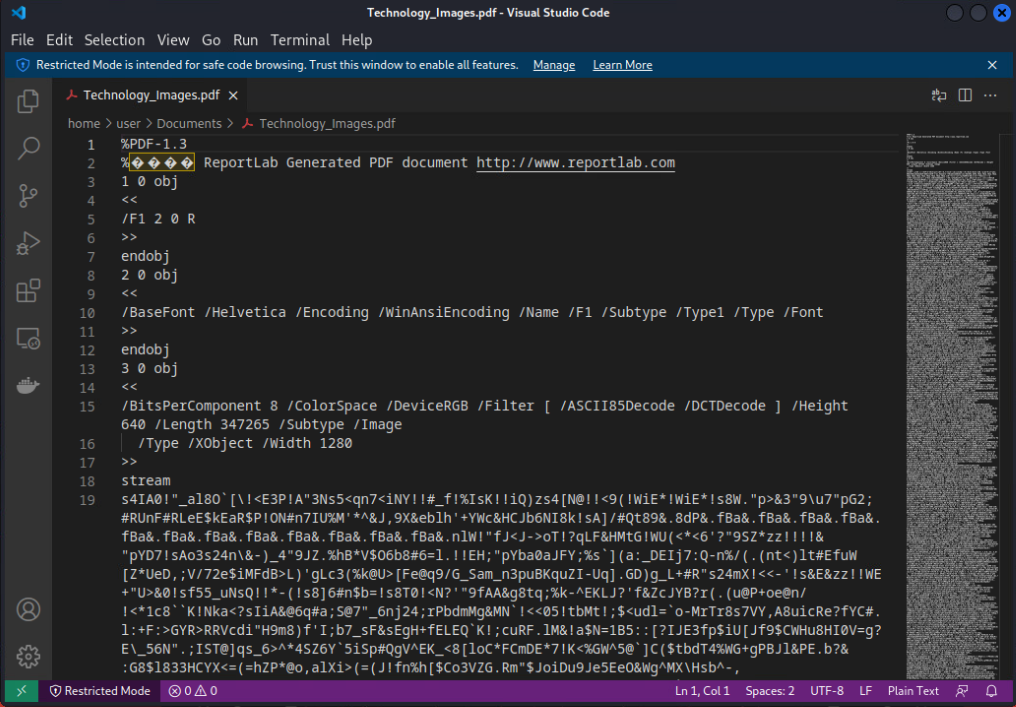 Technology_Images.pdf - Visual Studio Code
File Edit Selection View Go Run Terminal Help
Restricted Mode is intended for safe code browsing. Trust this window to enable all features. Manage Learn More
Technology_Images.pdf
home > user > Documents > Technology_Images.pdf
1 %PDF-1.3
2 %���� ReportLab Generated PDF document http://www.reportlab.com
3 1 0 obj
4 <<
5 /F1 2 0 R
6 >>
7 endobj
8 2 0 obj
9 <<
10 /BaseFont /Helvetica /Encoding /WinAnsiEncoding /Name /F1 /Subtype /Type1 /Type /Font
11 >>
12 endobj
13 3 0 obj
14 <<
15 /BitsPerComponent 8 /ColorSpace /DeviceRGB /Filter [ /ASCII85Decode /DCTDecode ] /Height
640 /Length 347265 /Subtype /Image
16 /Type /XObject /Width 1280
17 >>
18 stream
19 s4IA0!"_al8O`[\!<E3P!A"3Ns5<qn7<iNY!!#_f!%IsK!!iQ)zs4[N@!!<9(!WiE*!WiE*!s8W."p>&3"9\u7"pG2;
#RUnF#RLeE$kEaR$P!ON#n7IU%M'*^&J,9X&eblh'+YWc&HCJb6NI8k!sA]/#Qt89&.8dP&.fBa&.fBa&.fBa&.fBa&.
fBa&.fBa&.fBa&.fBa&.fBa&.fBa&.fBa&.fBa&.nlW!"fJ<J->oT!?qLF&HMtG!WU(<*<6'?"9SZ*zz!!!!&
"pYD7!sAo3s24n\&-)_4"9JZ.%hB*V$O6b8#6=l.!!EH;"pYba0aJFY;%s`](a:_DEIj7:Q-n%/(.(nt<)lt#EfuW
[Z*UeD,;V/72e$iMFdB>L)'gLc3(%k@U>[Fe@q9/G_Sam_n3puBKquZI-Uq].GD)g_L+#R"s24mX!<<-'!s&E&zz!!WE
+"U>&0!sf55_uNsQ!!*-(!s8]6#n$b=!s8T0!<N?'"9fAA&g8tq;%k-^EKLJ?'f&ZcJYB?r(.(u@P+oe@n/
!<*1c8``K!Nka<?sIiA&@6q#a;S@7"_6nj24;rPbdmMg&MN`!<<05!tbMt!;$<udl=`o-MrTr8s7VY,A8uicRe?fYC#.
l:+F:>GYR>RRVcdi"H9m8)f'I;b7_sF&sEgH+fELEQ`K!;cuRF.lM&!a$N=1B5::[?IJE3fp$iU[Jf9$CWHu8HI0V=g?
E\_56N".;IST@]qs_6>^*4SZ6Y`5iSp#QgV^EK_<8[loC*FCmDE*7!K<%GW^5@`]C($tbdT4%WG+gPBJl&PE.b?&
:G8$l833HCYX<=(=hZP*@o,alXi>(=(J!fn%h[$Co3VZG.Rm"$JoiDu9Je5EeO&Wg^MX\Hsb^-,
Restricted Mode 0 0 Ln 1, Col 1 Spaces: 2 UTF-8 LF Plain Text